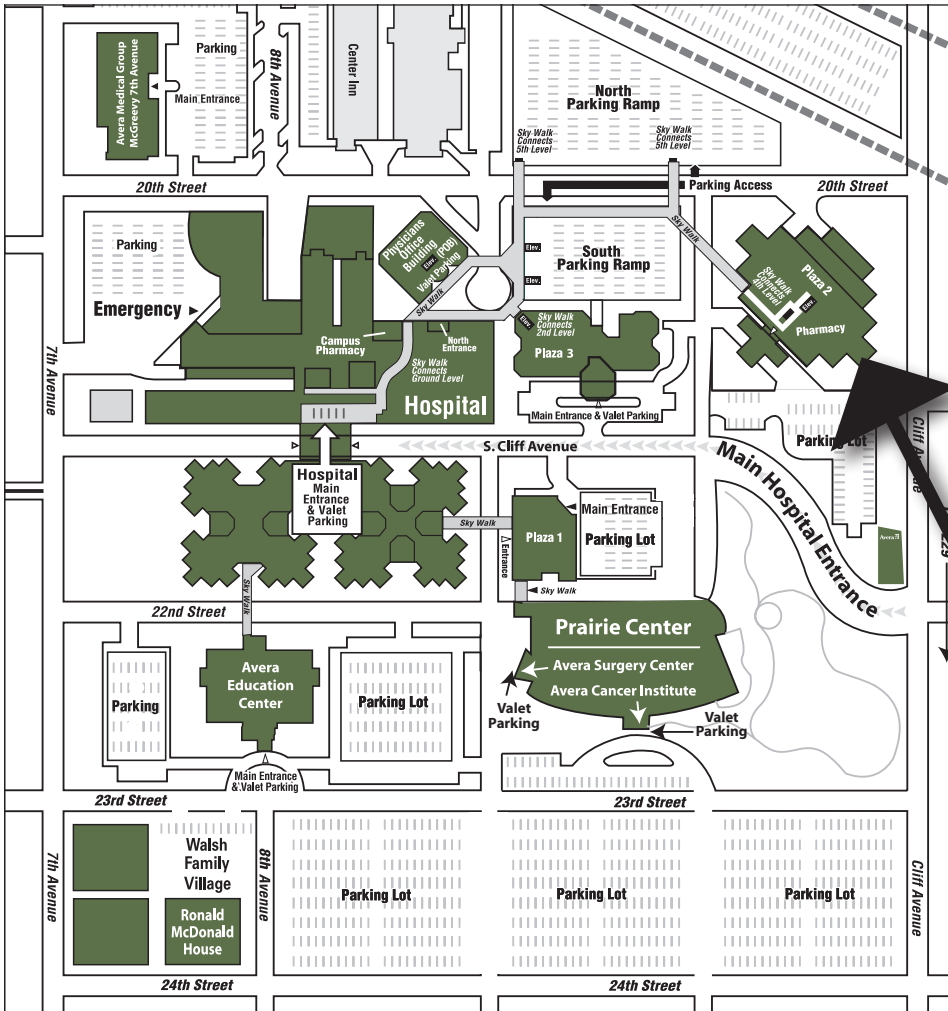 Avera Medical Group
McGreevy 7th Avenue
Parking
Main Entrance
8th Avenue
Center Inn
North
Parking Ramp
Sky Walk
Connects
5th Level
Sky Walk
Connects
5th Level
20th Street
Parking Access
20th Street
Parking
Emergency
Physicians
Office
Building
Elev. (POB)
Valet Parking
Sky Walk
Elev.
Elev.
South
Parking Ramp
Sky Walk
Plaza 2
Sky Walk
Connects
4th Level
Elev.
Pharmacy
Campus
Pharmacy
North
Entrance
Elev.
Sky Walk
Connects
2nd Level
Plaza 3
Sky Walk
Connects
Ground Level
Hospital
Main Entrance & Valet Parking
7th Avenue
S. Cliff Avenue
Main Hospital Entrance
Parking Lot
Cliff Avenue
Hospital
Main
Entrance
& Valet
Parking
Sky Walk
Entrance
Plaza 1
Main Entrance
Parking Lot
Avera
Sky Walk
Sky Walk
22nd Street
Prairie Center
Avera Surgery Center
Avera Cancer Institute
Valet
Parking
Valet
Parking
Parking
Avera
Education
Center
Parking Lot
Main Entrance
& Valet Parking
23rd Street
23rd Street
7th Avenue
Walsh
Family
Village
Ronald
McDonald
House
8th Avenue
Parking Lot
Parking Lot
Parking Lot
Cliff Avenue
24th Street
24th Street